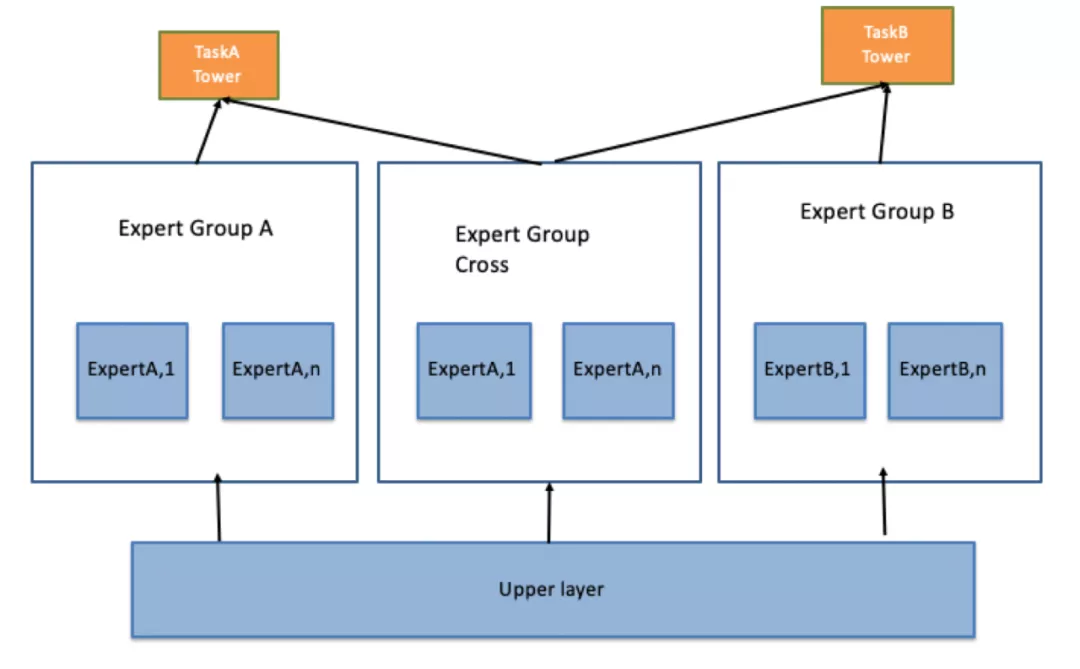 TaskA
Tower
TaskB
Tower
Expert Group A
Expert Group
Cross
Expert Group B
ExpertA,1
ExpertA,n
ExpertA,1
ExpertA,n
ExpertB,1
ExpertB,n
Upper layer